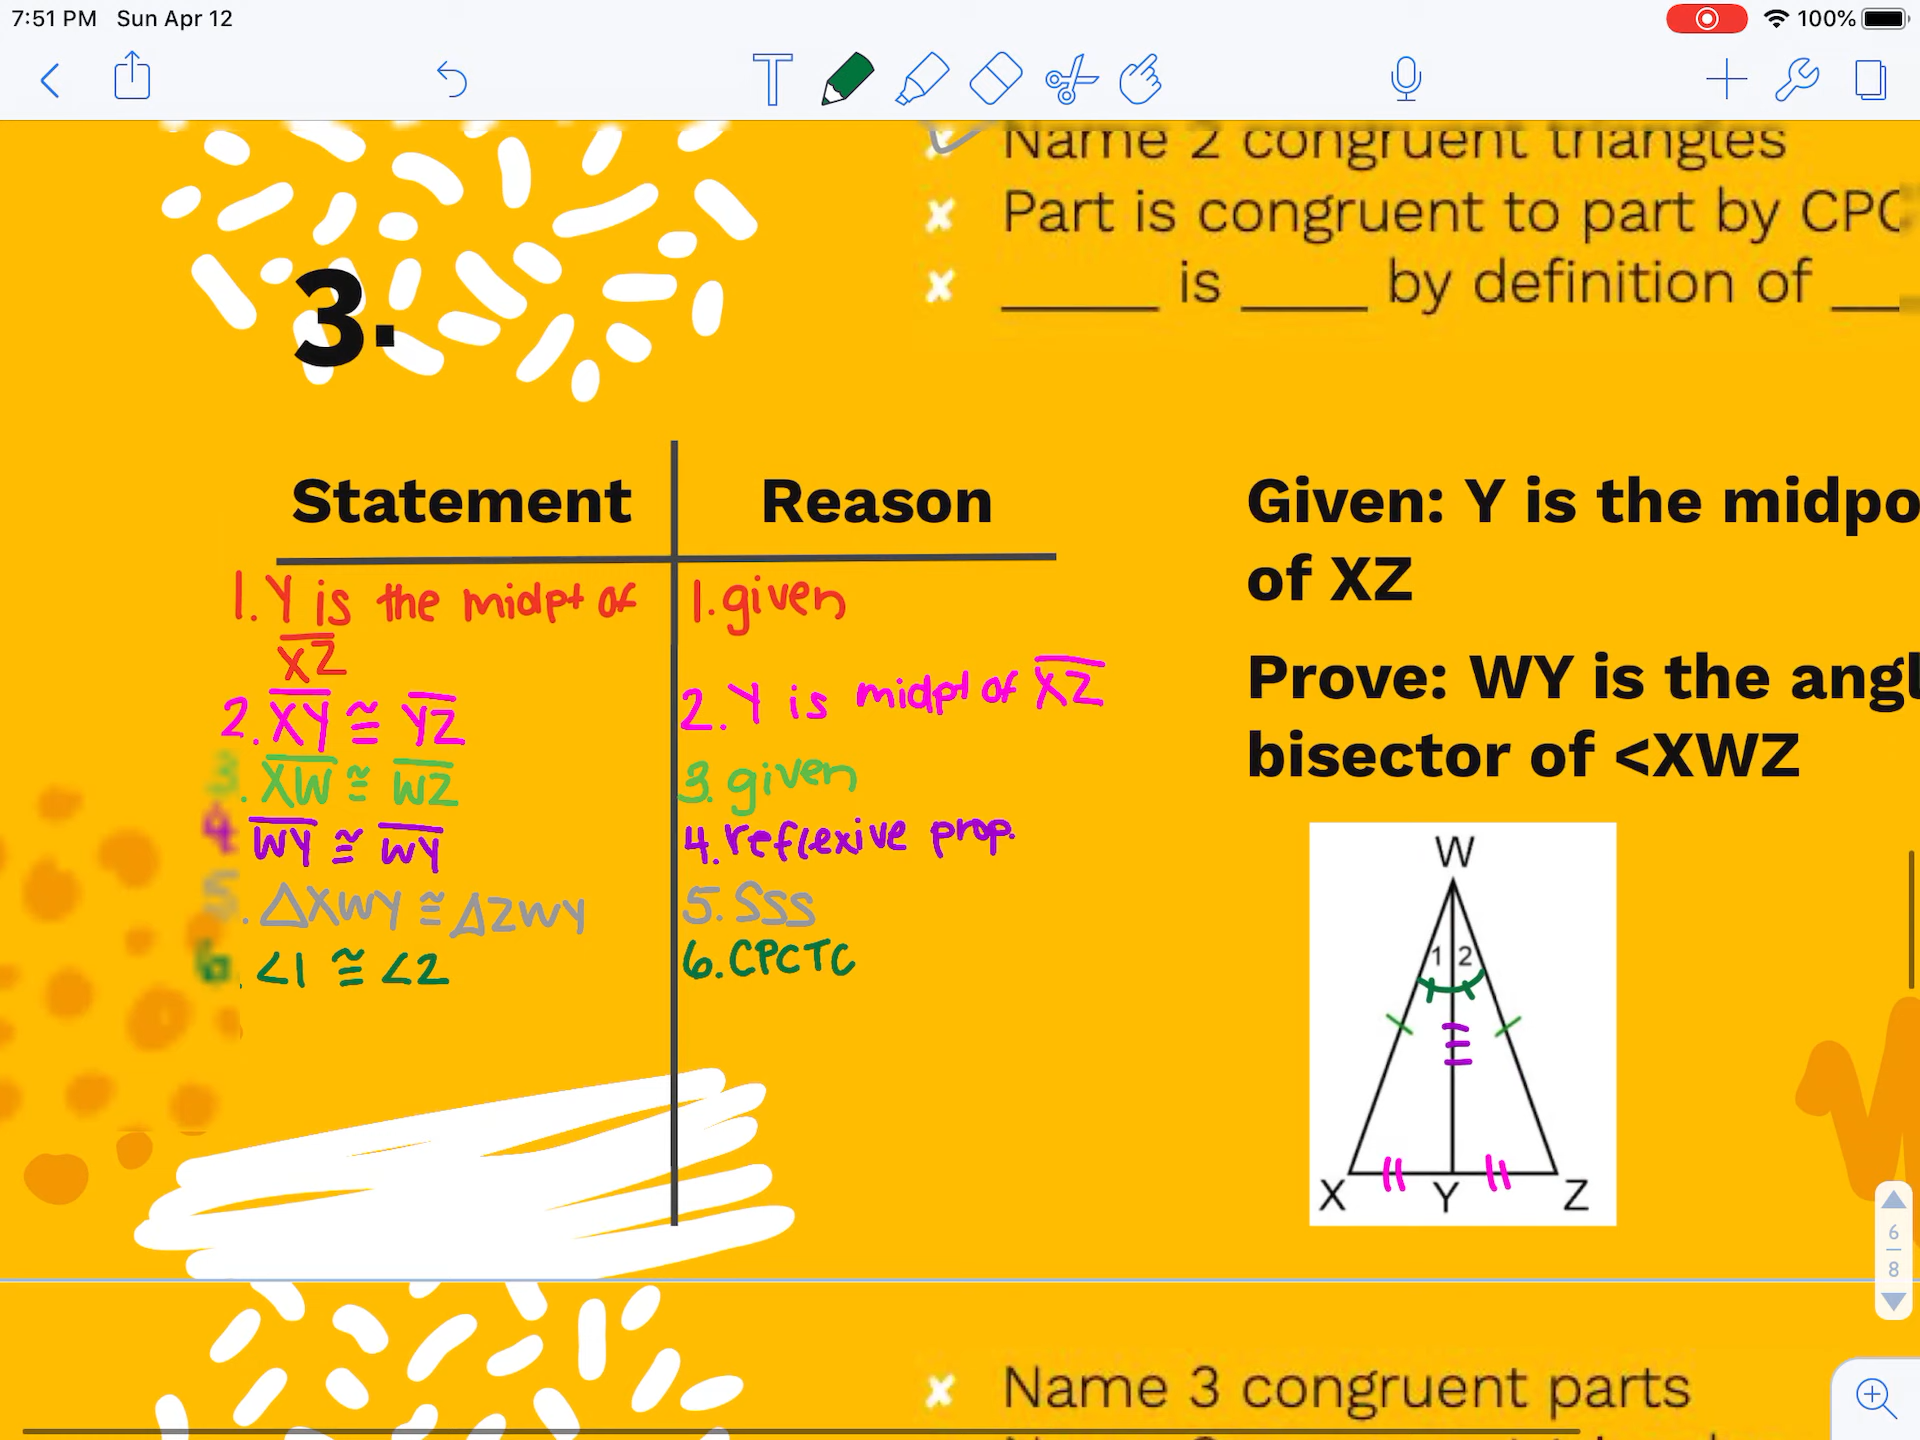 7:51 PM Sun Apr 12
100%
T
Name 2 congruent triangles
Part is congruent to part by CPC
is by definition of
3.
Statement Reason
1. Y is the midpt of
XZ
1. given
2. XY ≅ YZ
2. Y is midpt of XZ
3. XW ≅ WZ
3. given
4. WY ≅ WY
4. reflexive prop.
5. △XWY ≅ △ZWY
5. SSS
6. ∠1 ≅ ∠2
6. CPCTC
Given: Y is the midpo
of XZ
Prove: WY is the angl
bisector of <XWZ
W
1 2
X Y Z
6
8
Name 3 congruent parts